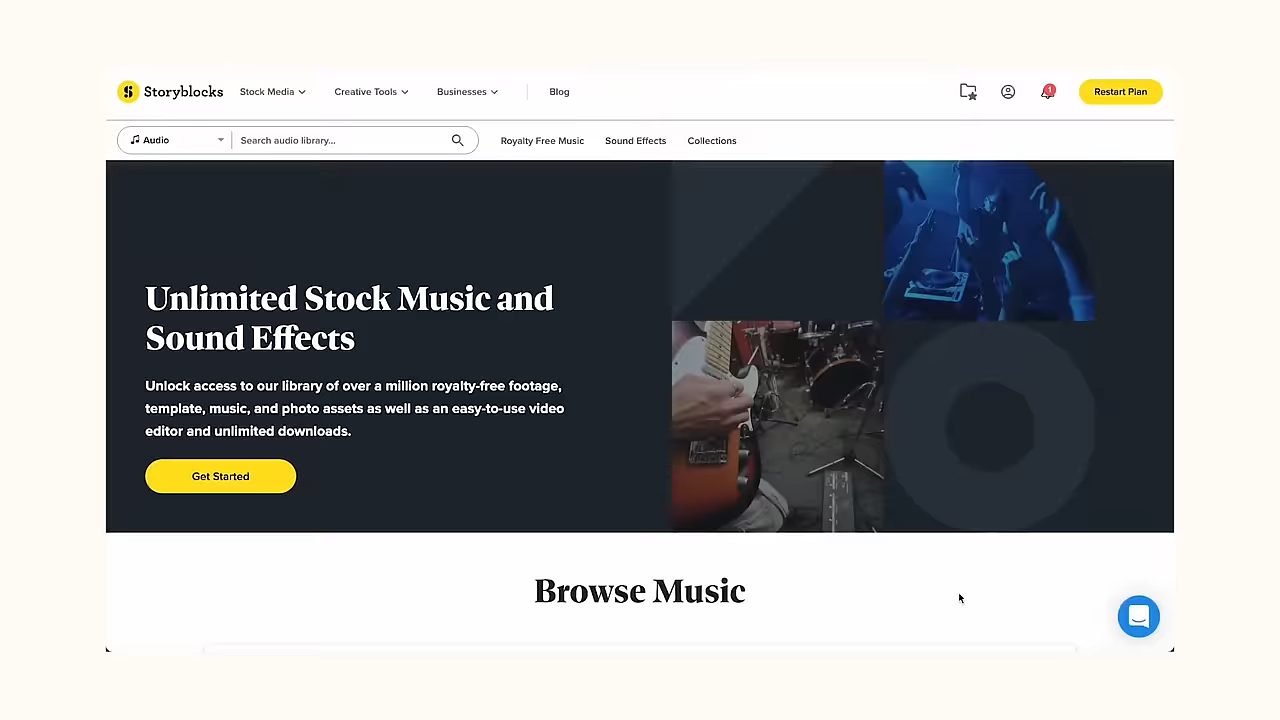 Storyblocks Stock Media Creative Tools Businesses Blog 1 Restart Plan
Audio Search audio library... Royalty Free Music Sound Effects Collections
Unlimited Stock Music and
Sound Effects
Unlock access to our library of over a million royalty-free footage,
template, music, and photo assets as well as an easy-to-use video
editor and unlimited downloads.
Get Started
Browse Music